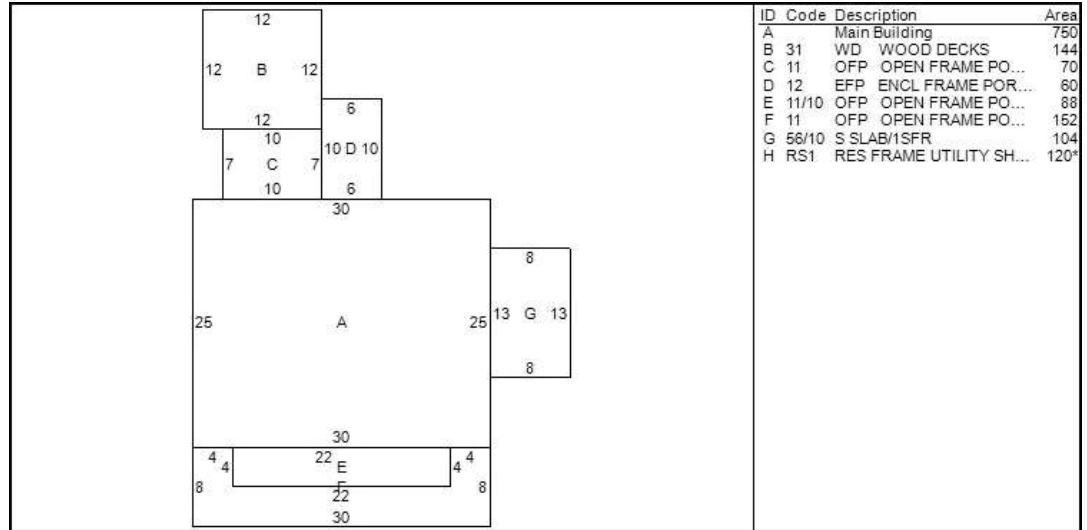 12
12 B 12
12
6
10
10 D 10
7 C 7
10
6
30
8
25 A 25
13 G 13
8
30
4 22 4
4 E 4
8 F 8
22
30
ID Code Description Area
A Main Building 750
B 31 WD WOOD DECKS 144
C 11 OFP OPEN FRAME PO... 70
D 12 EFP ENCL FRAME POR... 60
E 11/10 OFP OPEN FRAME PO... 88
F 11 OFP OPEN FRAME PO... 152
G 56/10 S SLAB/1SFR 104
H RS1 RES FRAME UTILITY SH... 120*